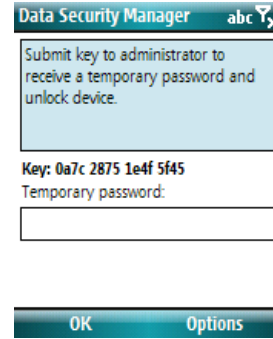 Data Security Manager abc
Submit key to administrator to
receive a temporary password and
unlock device.
Key: 0a7c 2875 1e4f 5f45
Temporary password:
OK Options